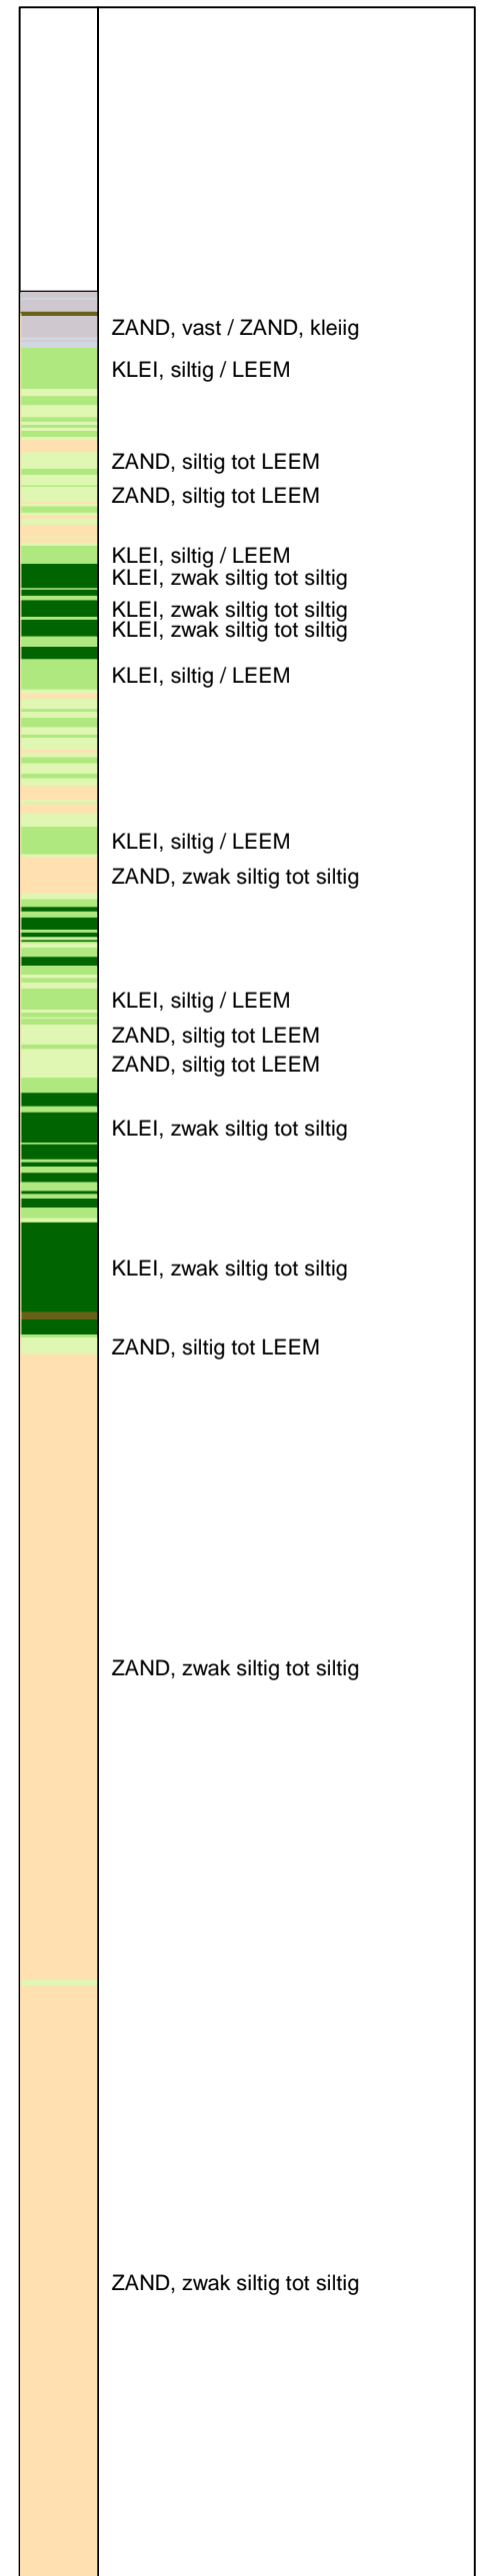 ZAND, vast / ZAND, kleiig
KLEI, siltig / LEEM
ZAND, siltig tot LEEM
ZAND, siltig tot LEEM
KLEI, siltig / LEEM
KLEI, zwak siltig tot siltig
KLEI, zwak siltig tot siltig
KLEI, zwak siltig tot siltig
KLEI, siltig / LEEM
KLEI, siltig / LEEM
ZAND, zwak siltig tot siltig
KLEI, siltig / LEEM
ZAND, siltig tot LEEM
ZAND, siltig tot LEEM
KLEI, zwak siltig tot siltig
KLEI, zwak siltig tot siltig
ZAND, siltig tot LEEM
ZAND, zwak siltig tot siltig
ZAND, zwak siltig tot siltig